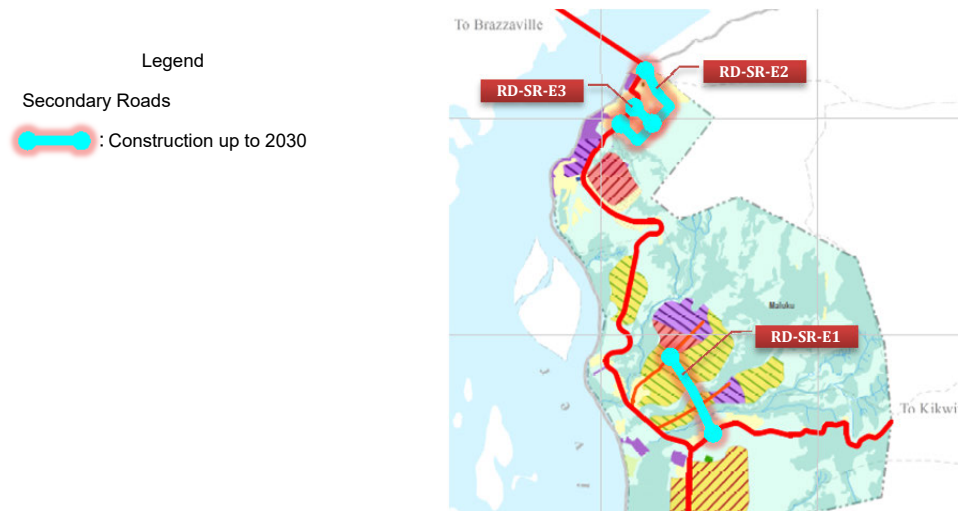 Legend
Secondary Roads
: Construction up to 2030
To Brazzaville
RD-SR-E2
RD-SR-E3
Maluku
RD-SR-E1
To Kikwi